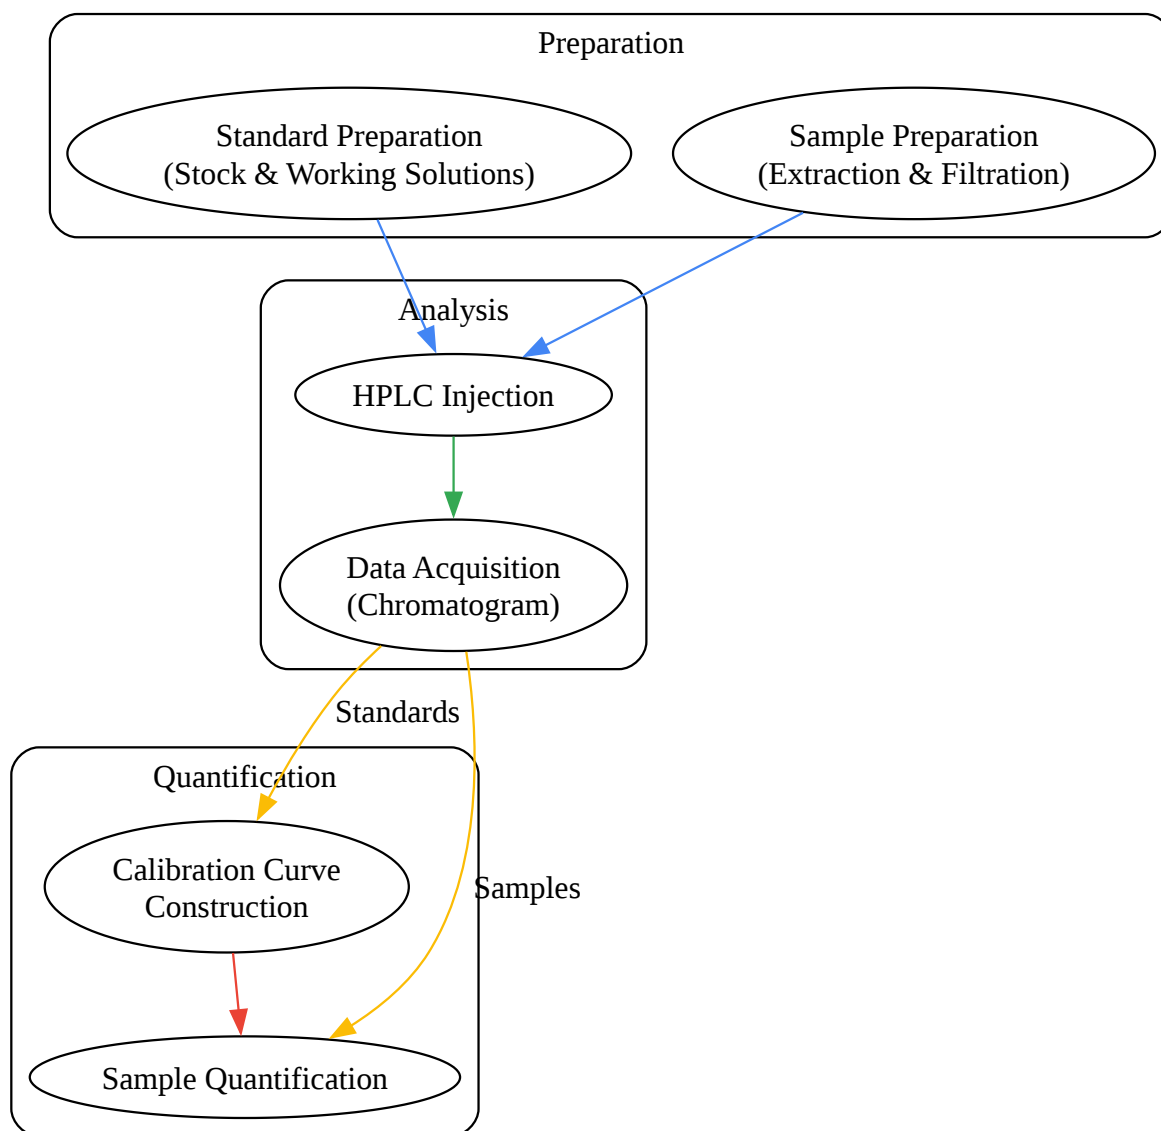 Preparation
Standard Preparation
(Stock & Working Solutions)
Sample Preparation
(Extraction & Filtration)
Analysis
HPLC Injection
Data Acquisition
(Chromatogram)
Standards
Quantification
Calibration Curve
Construction
Samples
Sample Quantification